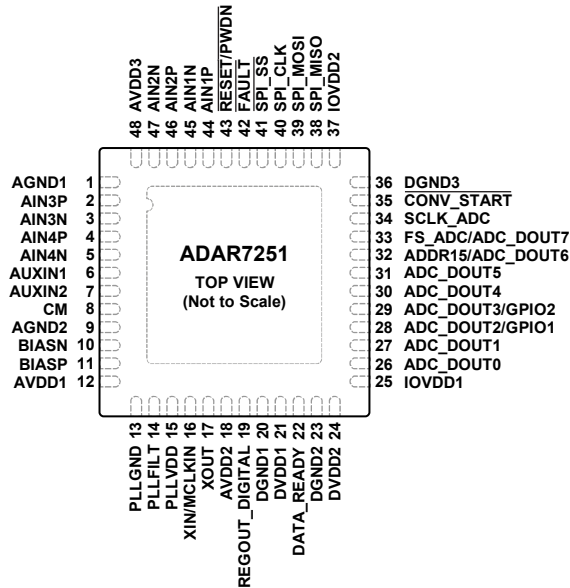 48 AVDD3
47 AIN2N
46 AIN2P
45 AIN1N
44 AIN1P
43 RESET/PWDN
42 FAULT
41 SPI_SS
40 SPI_CLK
39 SPI_MOSI
38 SPI_MISO
37 IOVDD2
AGND1 1
AIN3P 2
AIN3N 3
AIN4P 4
AIN4N 5
AUXIN1 6
AUXIN2 7
CM 8
AGND2 9
BIASN 10
BIASP 11
AVDD1 12
ADAR7251
TOP VIEW
(Not to Scale)
36 DGND3
35 CONV_START
34 SCLK_ADC
33 FS_ADC/ADC_DOUT7
32 ADDR15/ADC_DOUT6
31 ADC_DOUT5
30 ADC_DOUT4
29 ADC_DOUT3/GPIO2
28 ADC_DOUT2/GPIO1
27 ADC_DOUT1
26 ADC_DOUT0
25 IOVDD1
PLLGND 13
PLLFILT 14
PLLVDD 15
XIN/MCLKIN 16
XOUT 17
AVDD2 18
REGOUT_DIGITAL 19
DGND1 20
DVDD1 21
DATA_READY 22
DGND2 23
DVDD2 24